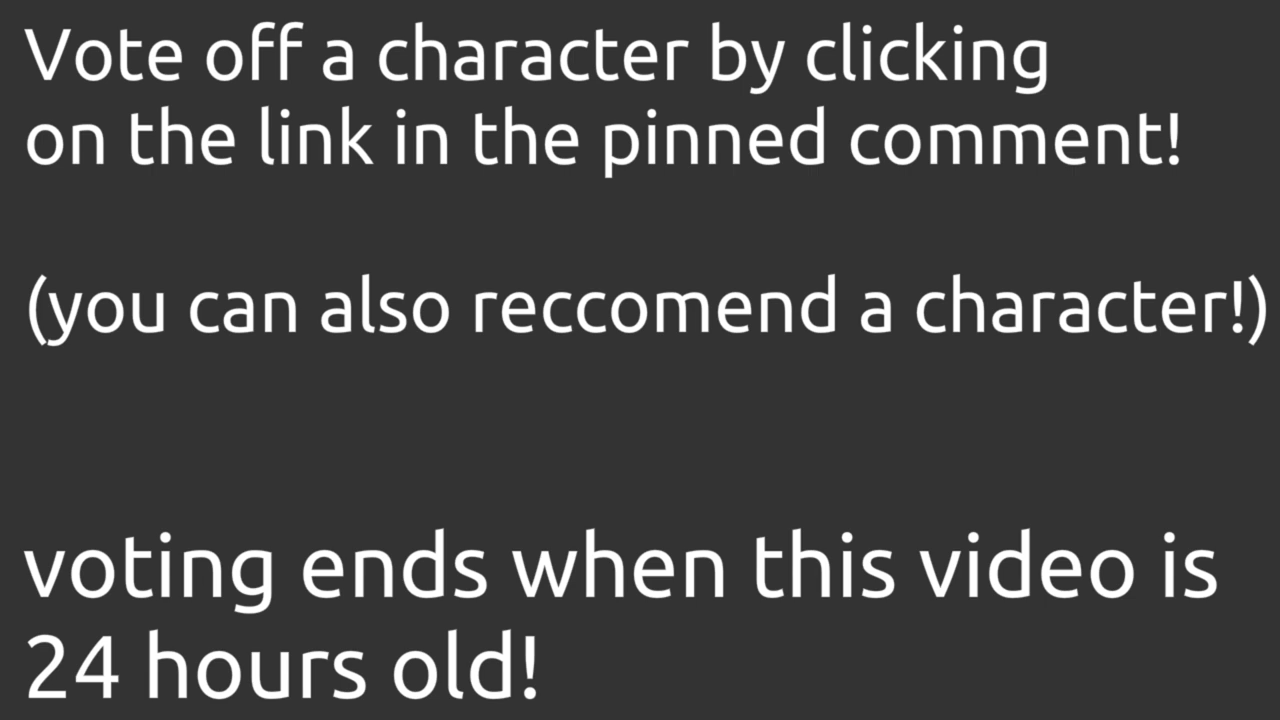 Vote off a character by clicking
on the link in the pinned comment!
(you can also reccomend a character!)
voting ends when this video is
24 hours old!